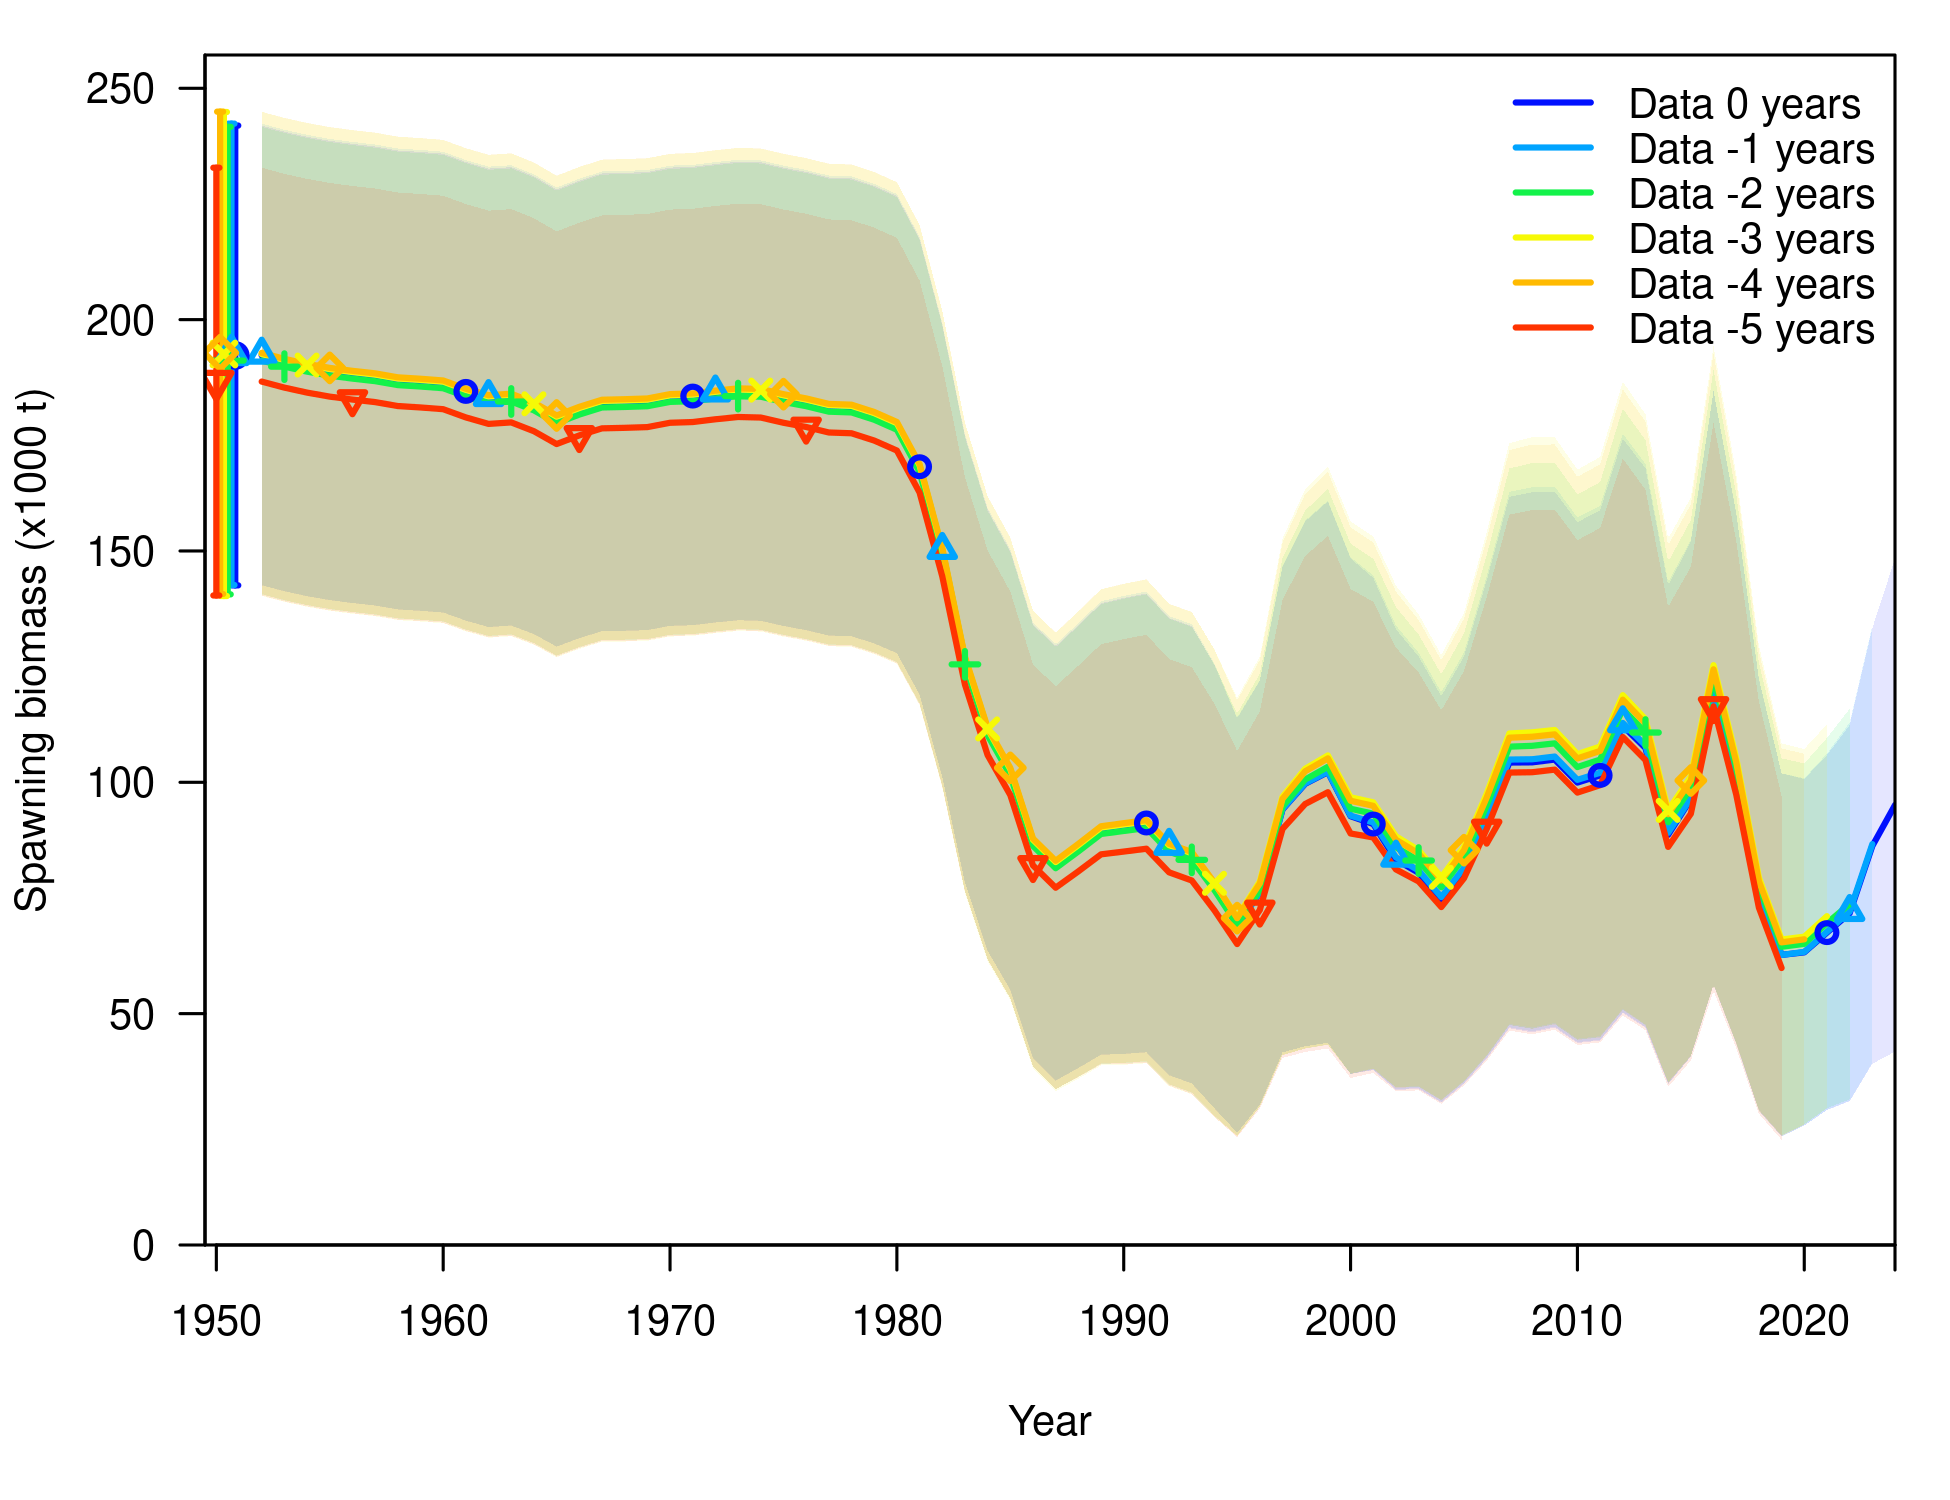 250
200
150
100
50
0
Spawning biomass (x1000 t)
Data 0 years
Data -1 years
Data -2 years
Data -3 years
Data -4 years
Data -5 years
1950 1960 1970 1980 1990 2000 2010 2020
Year